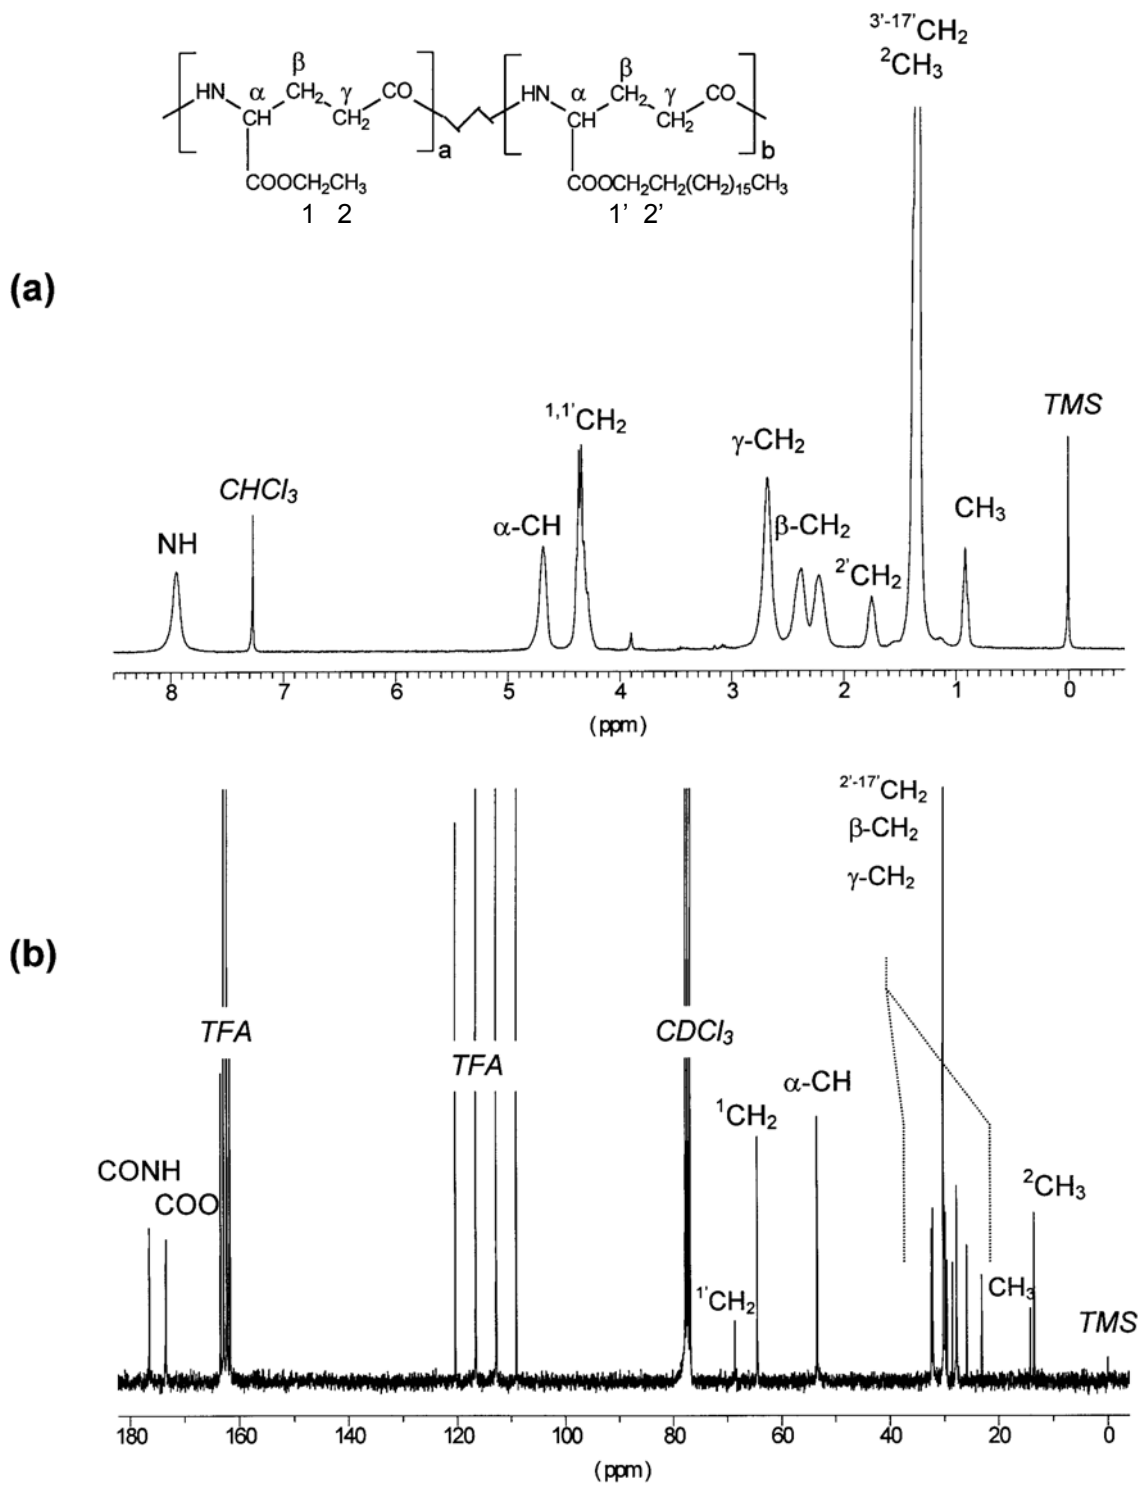 3'-17'CH2
2CH3
β β
HN α CH2 γ CO HN α CH2 γ CO
CH CH2 CH CH2
a b
COOCH2CH3 COOCH2CH2(CH2)15CH3
1 2 1’ 2’
(a)
1,1’CH2
TMS
γ-CH2
CHCl3
α-CH β-CH2 CH3
NH
2’CH2
8 7 6 5 4 3 2 1 0
(ppm)
2’-17’CH2
β-CH2
γ-CH2
(b)
TFA CDCl3
TFA
α-CH
1CH2
CONH
2CH3
COO
CH3
1’CH2
TMS
180 160 140 120 100 80 60 40 20 0
(ppm)